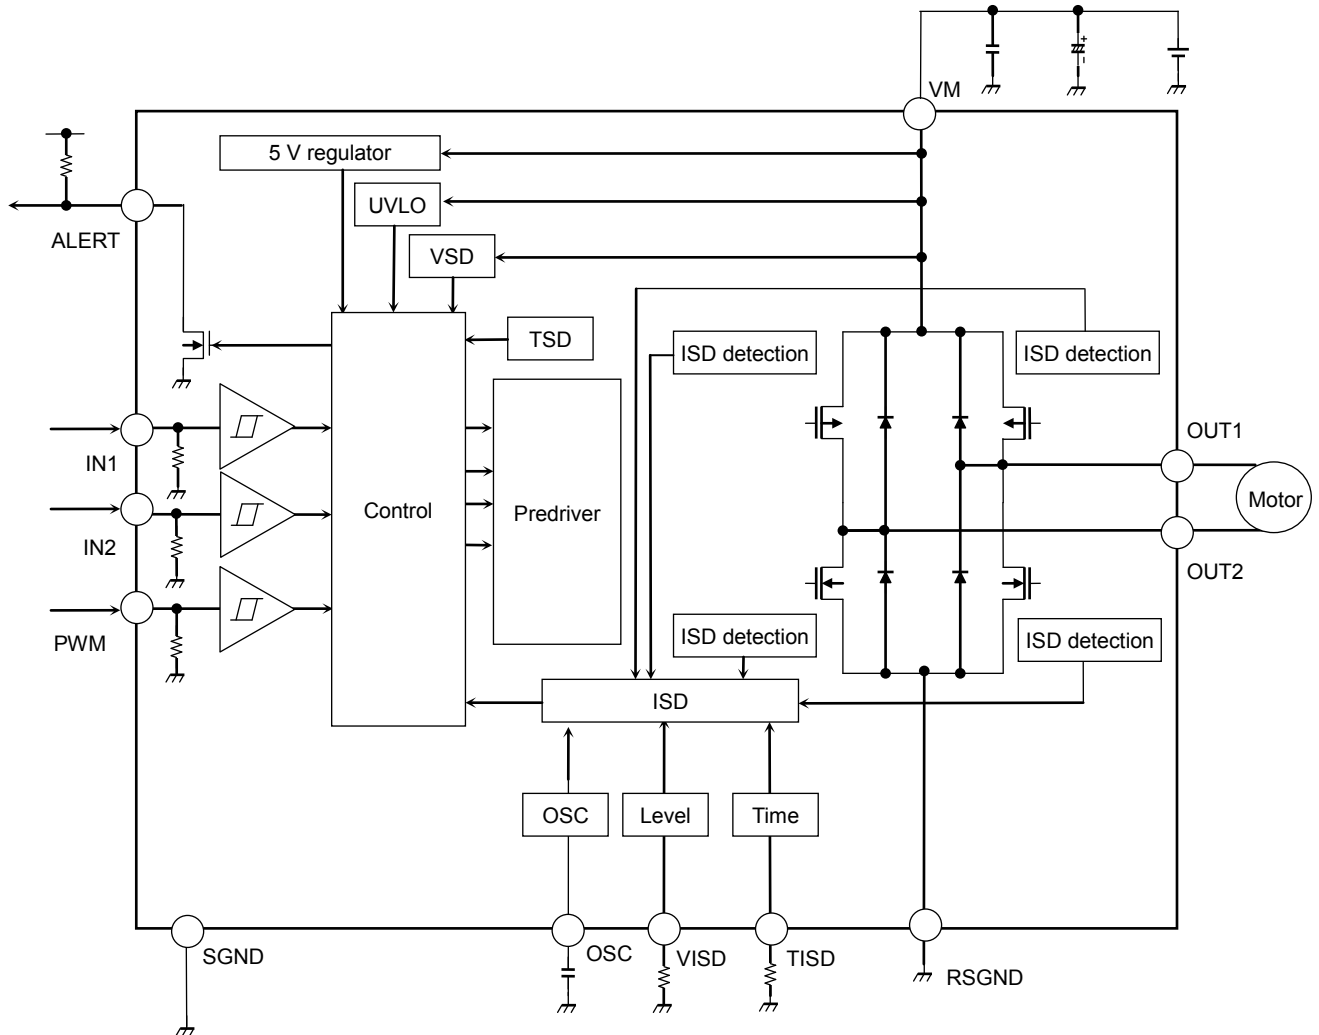 VM
5 V regulator
UVLO
ALERT
VSD
TSD
ISD detection
ISD detection
OUT1
IN1
Motor
Control
Predriver
IN2
OUT2
PWM
ISD detection
ISD detection
ISD
OSC
Level
Time
SGND
OSC
VISD
TISD
RSGND
+
-